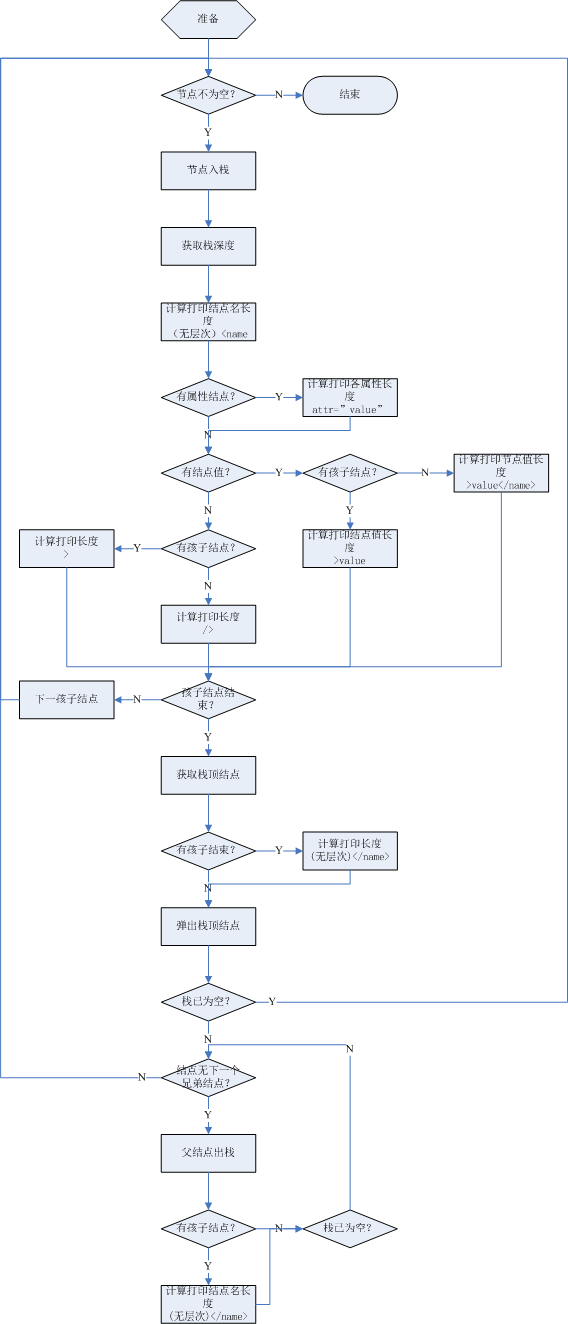 准备
节点不为空?
N
结束
Y
节点入栈
获取栈深度
计算打印结点名长
度
（无层次）<name
有属性结点?
Y
计算打印各属性长
度
attr=”value”
N
有结点值?
Y
有孩子结点?
N
计算打印节点值长
度
>value</name>
N
Y
计算打印长度
>
Y
有孩子结点?
计算打印结点值长
度
>value
N
计算打印长度
/>
下一孩子结点
N
孩子结点结
束?
Y
获取栈顶结点
有孩子结束?
Y
计算打印长度
(无层次)</name>
N
弹出栈顶结点
栈已为空?
Y
N
N
N
结点无下一个
兄弟结点?
Y
父结点出栈
有孩子结点?
N
栈己为空?
Y
计算打印结点名长
度
(无层次)</name>